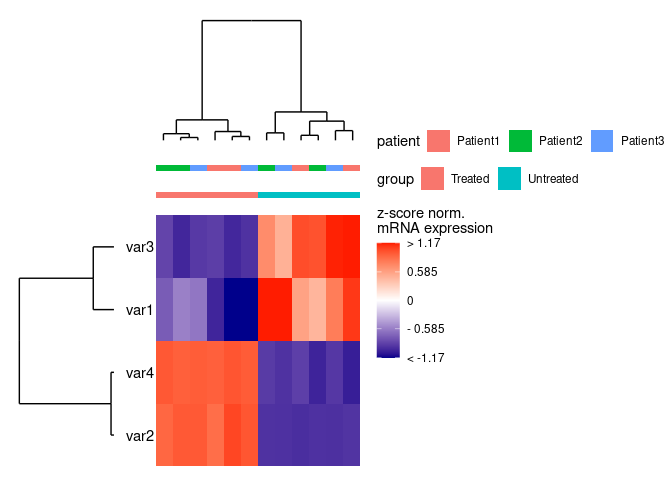 patient Patient1 Patient2 Patient3
group Treated Untreated
z-score norm.
mRNA expression
> 1.17
0.585
0
- 0.585
< -1.17
var3
var1
var4
var2